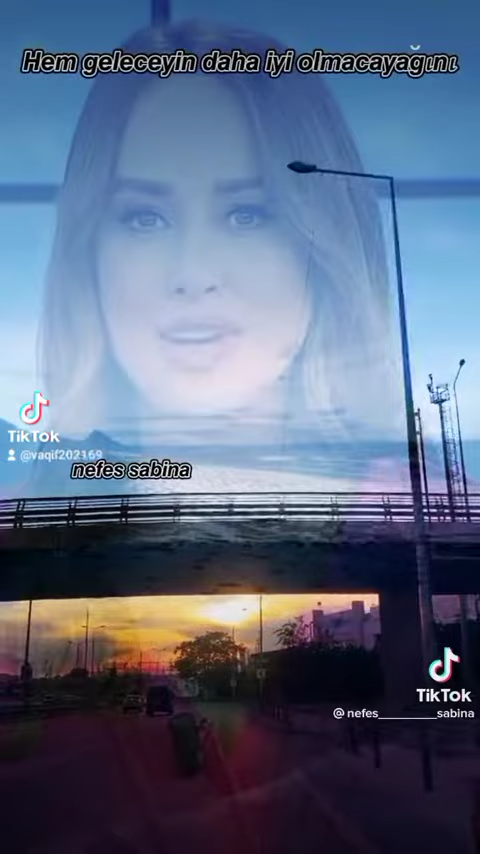 Hem geleceyin daha iyi olmacayağını
TikTok
@vaqif202169
nefes sabina
TikTok
@nefes_________sabina